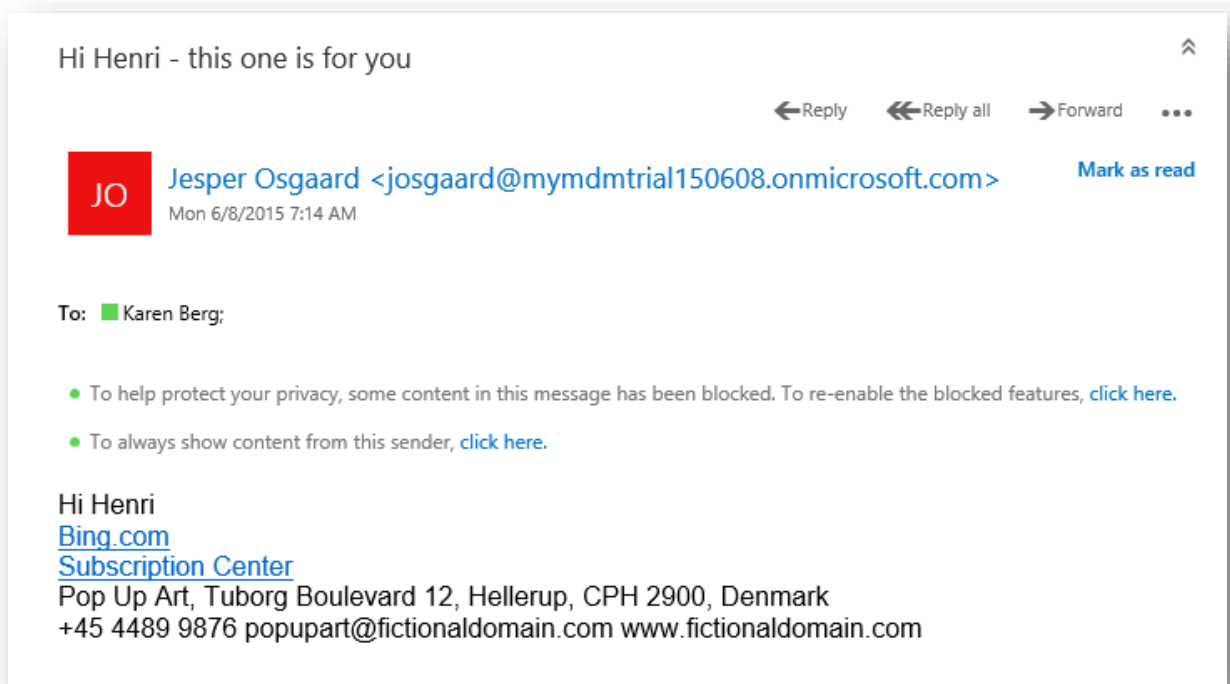 Hi Henri - this one is for you
Reply Reply all Forward
JO
Jesper Osgaard <josgaard@mymdmtrial150608.onmicrosoft.com>
Mark as read
Mon 6/8/2015 7:14 AM
To: Karen Berg;
To help protect your privacy, some content in this message has been blocked. To re-enable the blocked features, click here.
To always show content from this sender, click here.
Hi Henri
Bing.com
Subscription Center
Pop Up Art, Tuborg Boulevard 12, Hellerup, CPH 2900, Denmark
+45 4489 9876 popupart@fictionaldomain.com www.fictionaldomain.com